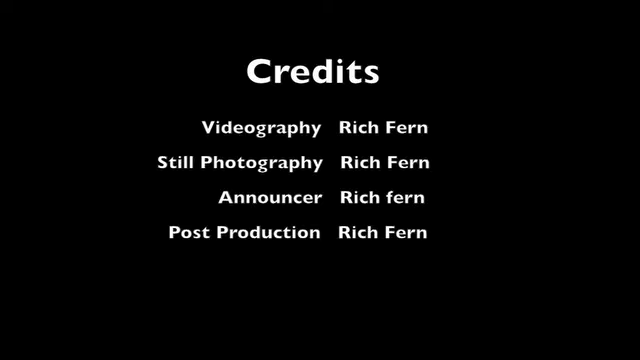 Credits
Videography Rich Fern
Still Photography Rich Fern
Announcer Rich fern
Post Production Rich Fern